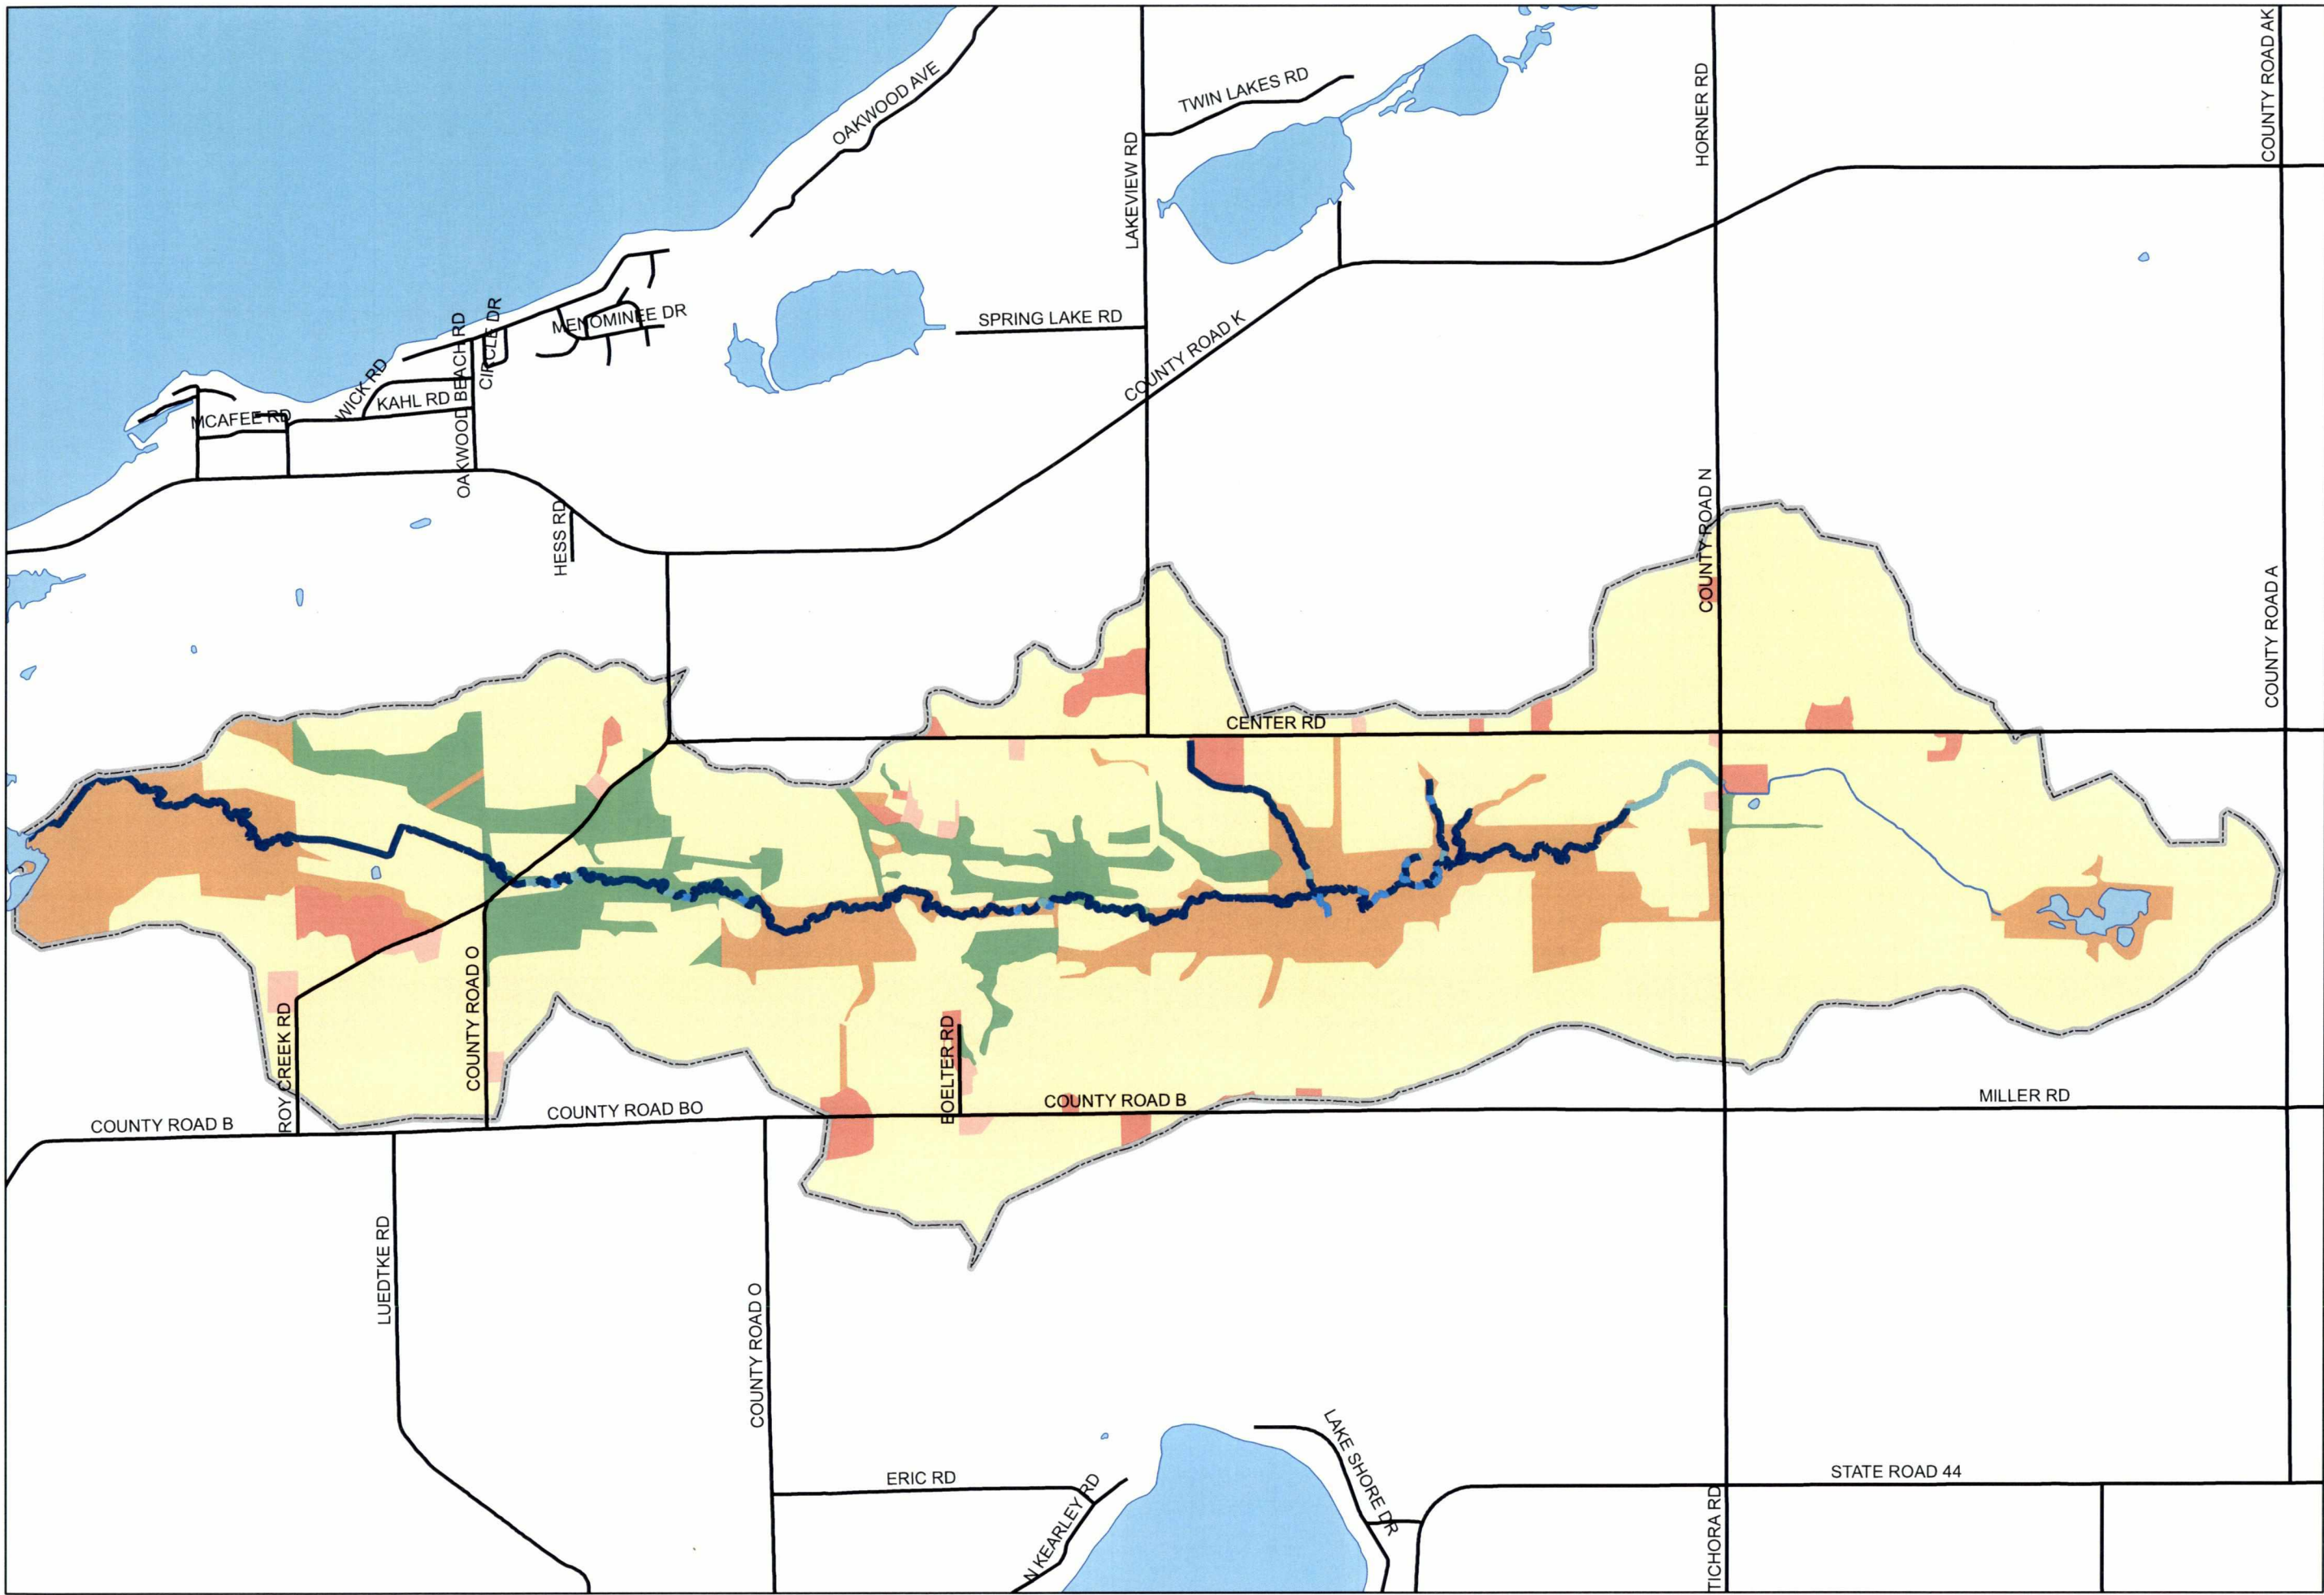 OAKWOOD AVE
TWIN LAKES RD
LAKEVIEW RD
HORNER RD
COUNTY ROAD AK
MENOMINEE DR
CIRCLE DR
OAKWOOD BEACH RD
SPRING LAKE RD
COUNTY ROAD K
WICK RD
KAHL RD
MCAFEE RD
HESS RD
COUNTY ROAD N
COUNTY ROAD A
CENTER RD
ROY CREEK RD
COUNTY ROAD O
BOELTER RD
COUNTY ROAD B
COUNTY ROAD BO
COUNTY ROAD B
MILLER RD
LUEDTKE RD
COUNTY ROAD O
ERIC RD
N KEARLEY RD
LAKE SHORE DR
STATE ROAD 44
TICHORA RD